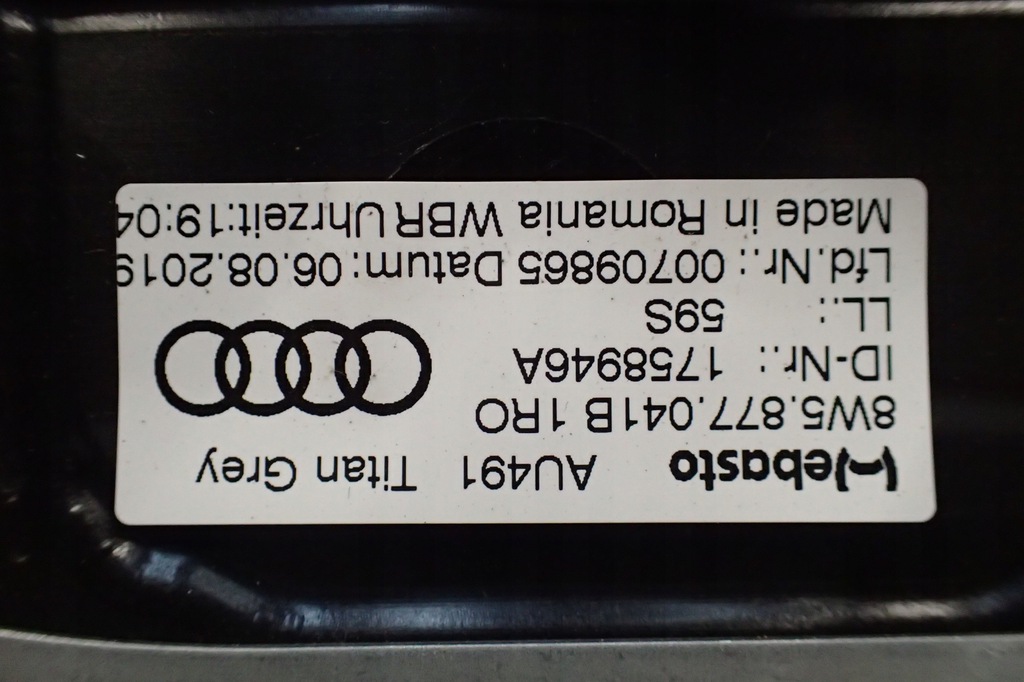 Webasto AU491 Titan Grey
8W5.877.041B 1RO
ID-Nr.: 1758946A
LL.: 59S
Lfd.Nr.: 00709865 Datum: 06.08.2019
Made in Romania WBR Uhrzeit:19:04